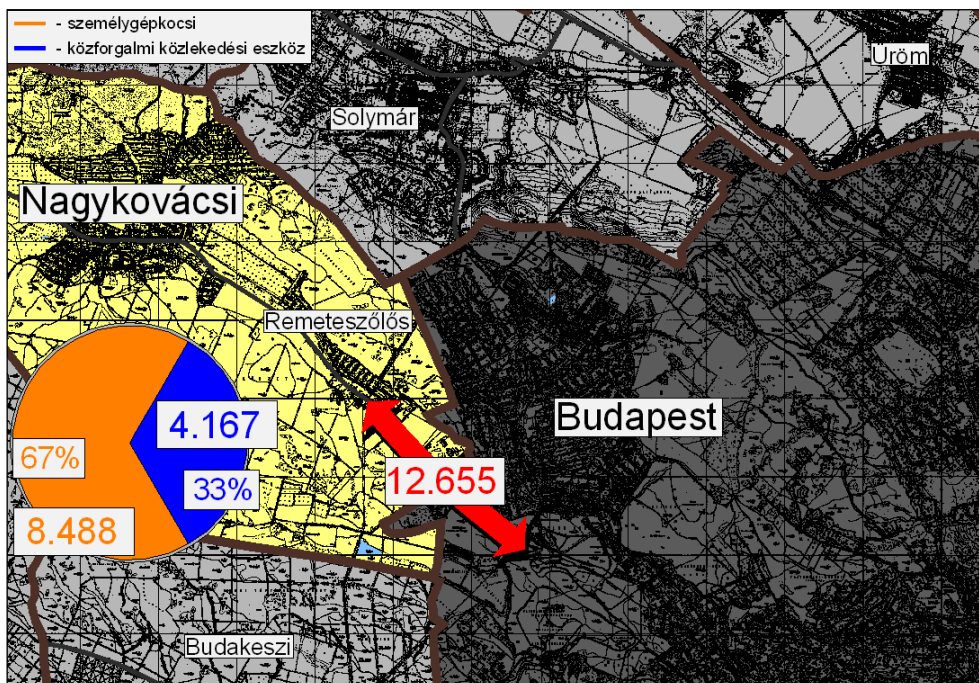 - személygépkocsi
- közforgalmi közlekedési eszköz
Üröm
Solymár
Nagykovácsi
Remeteszőlős
Budapest
4.167
67%
33%
12.655
8.488
Budakeszi